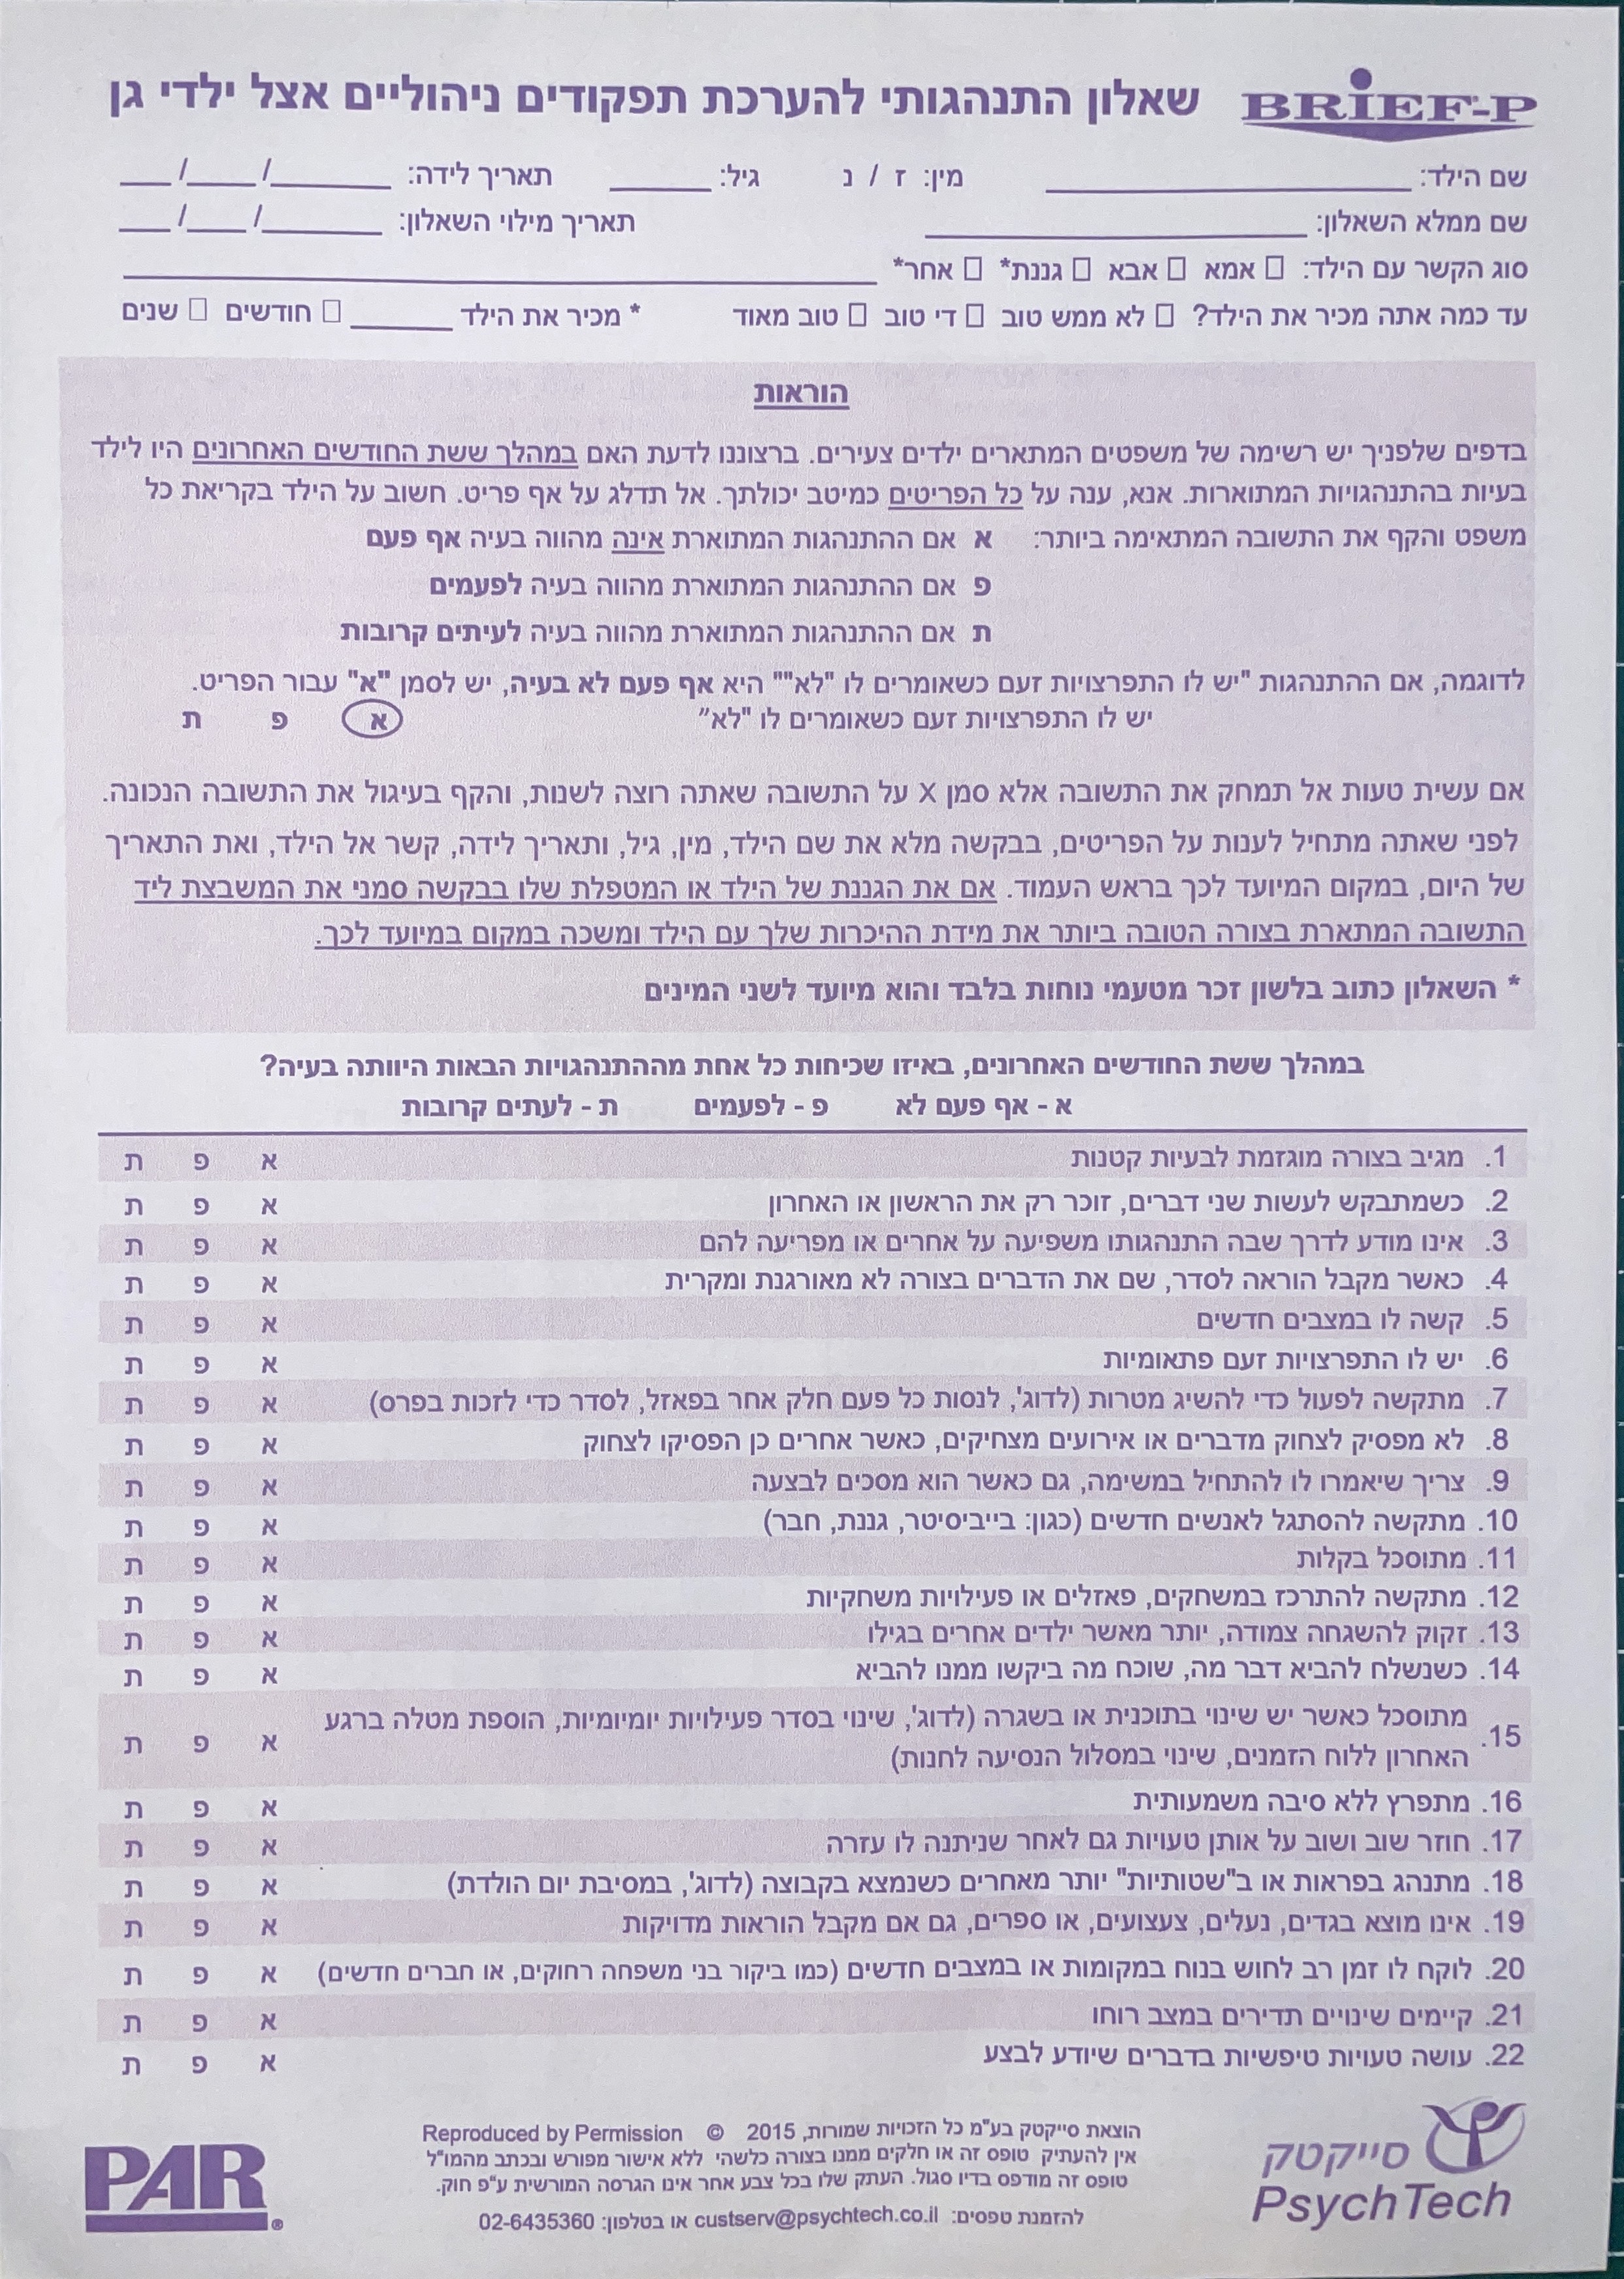 BRIEF-P שאלון התנהגותי להערכת תפקודים ניהוליים אצל ילדי גן
שם הילד: ____________ מין: ז / נ גיל: ______ תאריך לידה: ______/____/___
שם ממלא השאלון: ____________ תאריך מילוי השאלון: ______/____/___
סוג הקשר עם הילד: □ אמא □ אבא □ גננת* □ אחר* ____________
עד כמה אתה מכיר את הילד? □ לא ממש טוב □ די טוב □ טוב מאוד * מכיר את הילד ______ □ חודשים □ שנים
הוראות
בדפים שלפניך יש רשימה של משפטים המתארים ילדים צעירים. ברצוננו לדעת האם במהלך ששת החודשים האחרונים היו לילד
בעיות בהתנהגויות המתוארות. אנא, ענה על כל הפריטים כמיטב יכולתך. אל תדלג על אף פריט. חשוב על הילד בקריאת כל
משפט והקף את התשובה המתאימה ביותר: א אם ההתנהגות המתוארת אינה מהווה בעיה אף פעם
פ אם ההתנהגות המתוארת מהווה בעיה לפעמים
ת אם ההתנהגות המתוארת מהווה בעיה לעיתים קרובות
לדוגמה, אם ההתנהגות "יש לו התפרצויות זעם כשאומרים לו "לא"" היא אף פעם לא בעיה, יש לסמן "א" עבור הפריט.
יש לו התפרצויות זעם כשאומרים לו "לא" א פ ת
אם עשית טעות אל תמחק את התשובה אלא סמן X על התשובה שאתה רוצה לשנות, והקף בעיגול את התשובה הנכונה.
לפני שאתה מתחיל לענות על הפריטים, בבקשה מלא את שם הילד, מין, גיל, ותאריך לידה, קשר אל הילד, ואת התאריך
של היום, במקום המיועד לכך בראש העמוד. אם את הגננת של הילד או המטפלת שלו בבקשה סמני את המשבצת ליד
התשובה המתארת בצורה הטובה ביותר את מידת ההיכרות שלך עם הילד ומשכה במקום במיועד לכך.
* השאלון כתוב בלשון זכר מטעמי נוחות בלבד והוא מיועד לשני המינים
במהלך ששת החודשים האחרונים, באיזו שכיחות כל אחת מההתנהגויות הבאות היוותה בעיה?
א - אף פעם לא פ - לפעמים ת - לעתים קרובות
1. מגיב בצורה מוגזמת לבעיות קטנות א פ ת
2. כשמתבקש לעשות שני דברים, זוכר רק את הראשון או האחרון א פ ת
3. אינו מודע לדרך שבה התנהגותו משפיעה על אחרים או מפריעה להם א פ ת
4. כאשר מקבל הוראה לסדר, שם את הדברים בצורה לא מאורגנת ומקרית א פ ת
5. קשה לו במצבים חדשים א פ ת
6. יש לו התפרצויות זעם פתאומיות א פ ת
7. מתקשה לפעול כדי להשיג מטרות (לדוג', לנסות כל פעם חלק אחר בפאזל, לסדר כדי לזכות בפרס) א פ ת
8. לא מפסיק לצחוק מדברים או אירועים מצחיקים, כאשר אחרים כן הפסיקו לצחוק א פ ת
9. צריך שיאמרו לו להתחיל במשימה, גם כאשר הוא מסכים לבצעה א פ ת
10. מתקשה להסתגל לאנשים חדשים (כגון: בייביסיטר, גננת, חבר) א פ ת
11. מתוסכל בקלות א פ ת
12. מתקשה להתרכז במשחקים, פאזלים או פעילויות משחקיות א פ ת
13. זקוק להשגחה צמודה, יותר מאשר ילדים אחרים בגילו א פ ת
14. כשנשלח להביא דבר מה, שוכח מה ביקשו ממנו להביא א פ ת
15. מתוסכל כאשר יש שינוי בתוכנית או בשגרה (לדוג', שינוי בסדר פעילויות יומיומיות, הוספת מטלה ברגע
האחרון ללוח הזמנים, שינוי במסלול הנסיעה לחנות) א פ ת
16. מתפרץ ללא סיבה משמעותית א פ ת
17. חוזר שוב ושוב על אותן טעויות גם לאחר שניתנה לו עזרה א פ ת
18. מתנהג בפראות או ב"שטותיות" יותר מאחרים כשנמצא בקבוצה (לדוג', במסיבת יום הולדת) א פ ת
19. אינו מוצא בגדים, נעלים, צעצועים, או ספרים, גם אם מקבל הוראות מדויקות א פ ת
20. לוקח לו זמן רב לחוש בנוח במקומות או במצבים חדשים (כמו ביקור בני משפחה רחוקים, או חברים חדשים) א פ ת
21. קיימים שינויים תדירים במצב רוחו א פ ת
22. עושה טעויות טיפשיות בדברים שיודע לבצע א פ ת
הוצאת סייקטק בע"מ כל הזכויות שמורות, 2015 © Reproduced by Permission
אין להעתיק טופס זה או חלקים ממנו בצורה כלשהי ללא אישור מפורש ובכתב מהמו"ל
טופס זה מודפס בדיו סגול. העתק שלו בכל צבע אחר אינו הגרסה המורשית ע"פ חוק.
להזמנת טפסים: custserv@psychtech.co.il או בטלפון: 02-6435360
סייקטק
PsychTech
PAR®